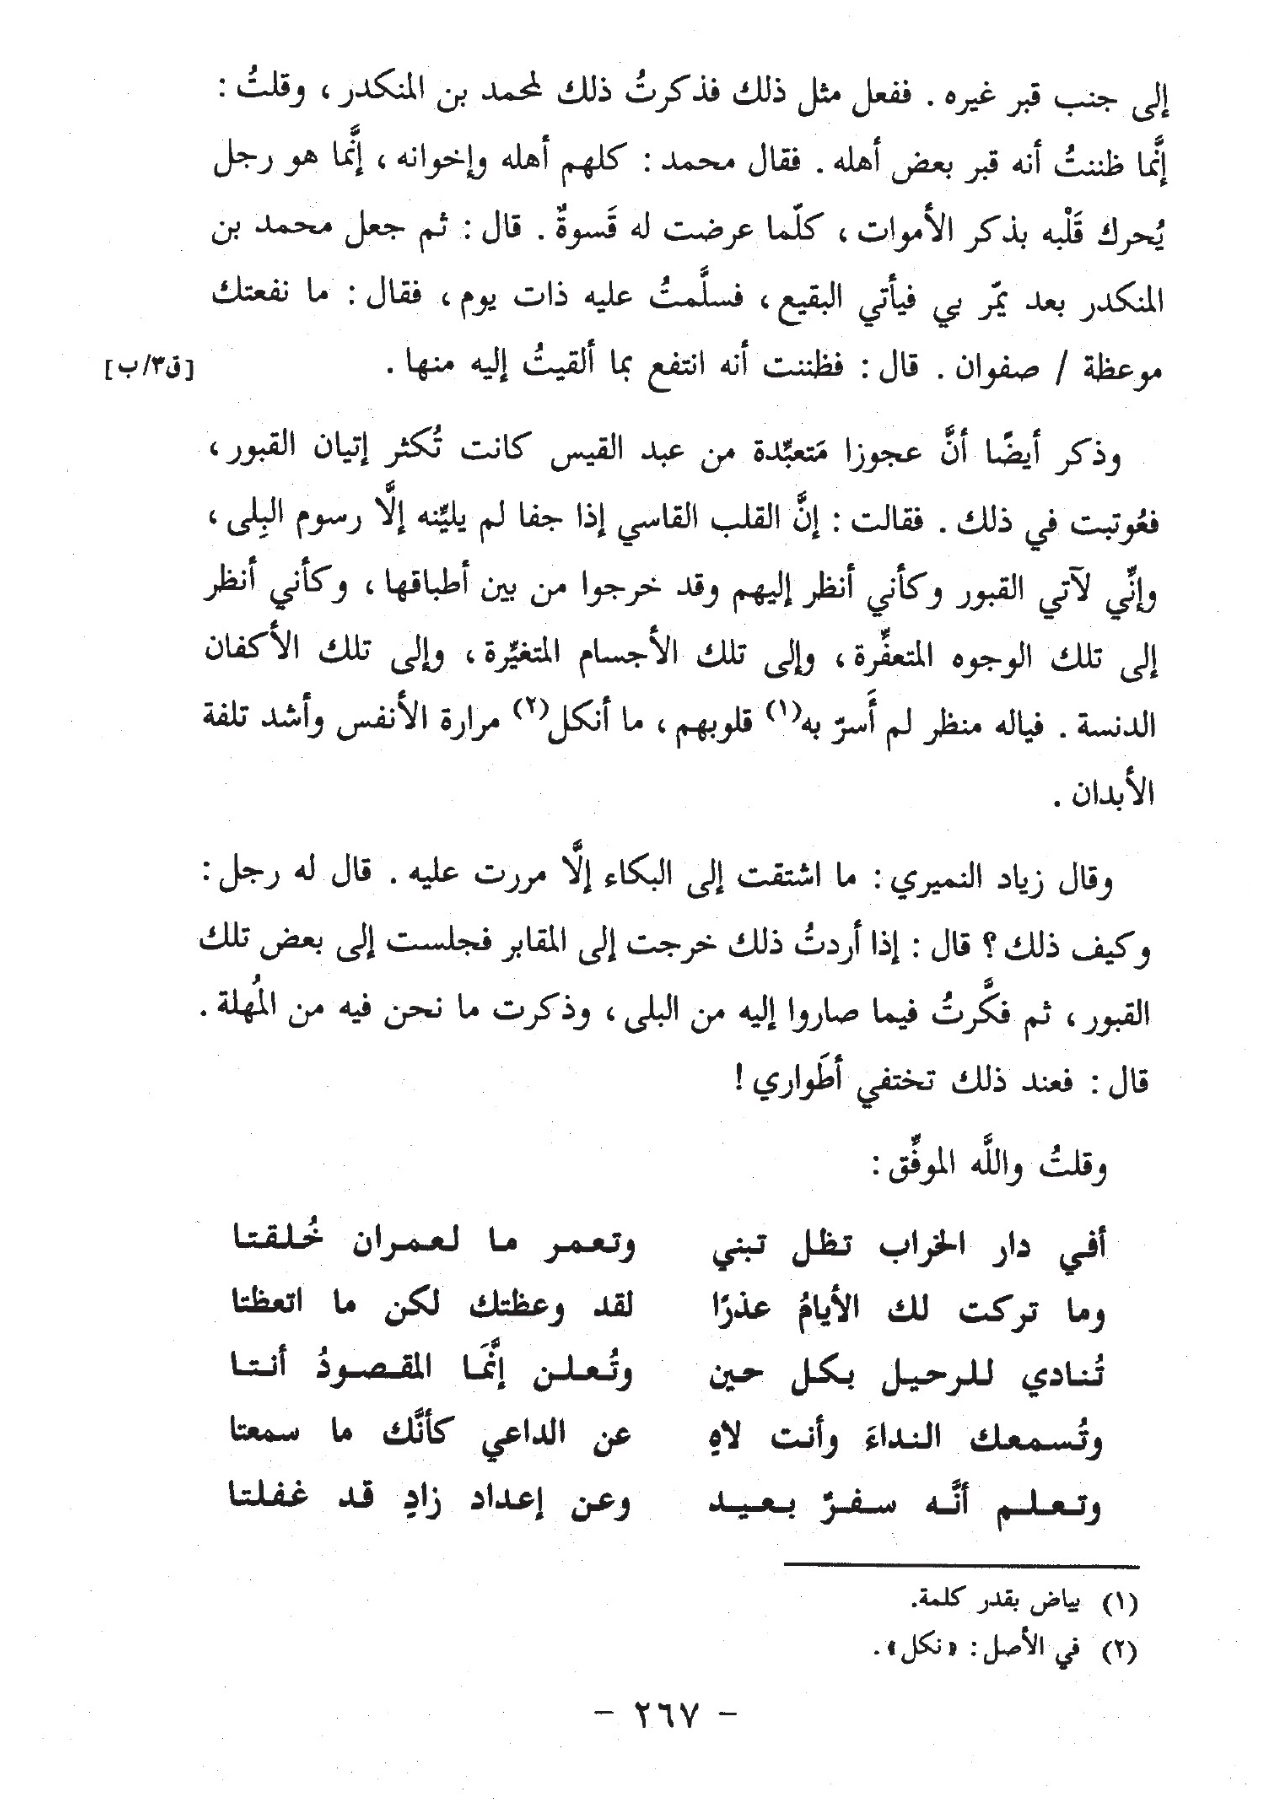 إلى جنب قبر غيره . ففعل مثل ذلك فذكرتُ ذلك لمحمد بن المنكدر ، وقلتُ :
إنَّما ظننتُ أنه قبر بعض أهله . فقال محمد : كلهم أهله وإخوانه ، إنَّما هو رجل
يُحرك قَلْبه بذكر الأموات ، كلّما عرضت له قَسوةٌ . قال : ثم جعل محمد بن
المنكدر بعد يمّر بي فيأتي البقيع ، فسلَّمتُ عليه ذات يوم ، فقال : ما نفعتك
موعظة / صفوان . قال : فظننت أنه انتفع بما ألقيتُ إليه منها . [ق٣/ب]
وذكر أيضًا أنَّ عجوزا مَتعبِّدة من عبد القيس كانت تُكثر إتيان القبور ،
فعُوتبت في ذلك . فقالت : إنَّ القلب القاسي إذا جفا لم يليِّنه إلَّا رسوم البِلى ،
وإنِّي لآتي القبور وكأني أنظر إليهم وقد خرجوا من بين أطباقها ، وكأني أنظر
إلى تلك الوجوه المتعفِّرة ، وإلى تلك الأجسام المتغيِّرة ، وإلى تلك الأكفان
الدنسة . فياله منظر لم أَسرّ به(١) قلوبهم ، ما أنكل(٢) مرارة الأنفس وأشد تلفة
الأبدان .
وقال زياد النميري : ما اشتقت إلى البكاء إلَّا مررت عليه . قال له رجل :
وكيف ذلك ؟ قال : إذا أردتُ ذلك خرجت إلى المقابر فجلست إلى بعض تلك
القبور ، ثم فكَّرتُ فيما صاروا إليه من البلى ، وذكرت ما نحن فيه من المُهلة .
قال : فعند ذلك تختفي أطَواري !
وقلتُ واللَّه الموفِّق :
أفي دار الخراب تظل تبني وتعمر ما لعمران خُلقتا
وما تركت لك الأيامُ عذرًا لقد وعظتك لكن ما اتعظتا
تُنادي للرحيل بكل حين وتُعلن إنَّمَا المقصودُ أنتا
وتُسمعك النداءَ وأنت لاهِ عن الداعي كأنَّك ما سمعتا
وتعلم أنَّه سفرٌ بعيد وعن إعداد زادِ قد غفلتا
(١) بياض بقدر كلمة.
(٢) في الأصل : «نكل» .
- ٢٦٧ -